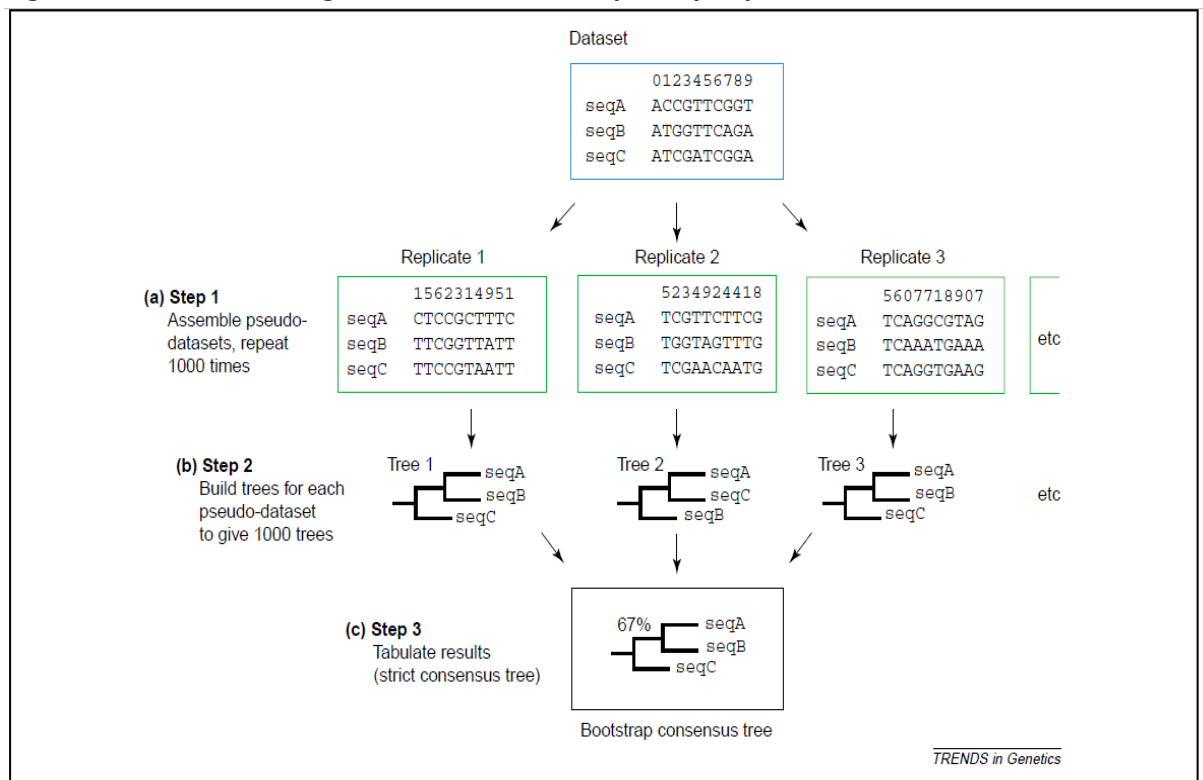 Dataset
0123456789
seqA ACCGTTCGGT
seqB ATGGTTCAGA
seqC ATCGATCGGA
Replicate 1
Replicate 2
Replicate 3
(a) Step 1
Assemble pseudo-
datasets, repeat
1000 times
1562314951
seqA CTCCGCTTTC
seqB TTCGGTTATT
seqC TTCCGTAATT
5234924418
seqA TCGTTCTTCG
seqB TGGTAGTTTG
seqC TCGAACAATG
5607718907
seqA TCAGGCGTAG
seqB TCAAATGAAA
seqC TCAGGTGAAG
etc
(b) Step 2
Build trees for each
pseudo-dataset
to give 1000 trees
Tree 1
seqA
seqB
seqC
Tree 2
seqA
seqC
seqB
Tree 3
seqA
seqB
seqC
etc
(c) Step 3
Tabulate results
(strict consensus tree)
67%
seqA
seqB
seqC
Bootstrap consensus tree
TRENDS in Genetics